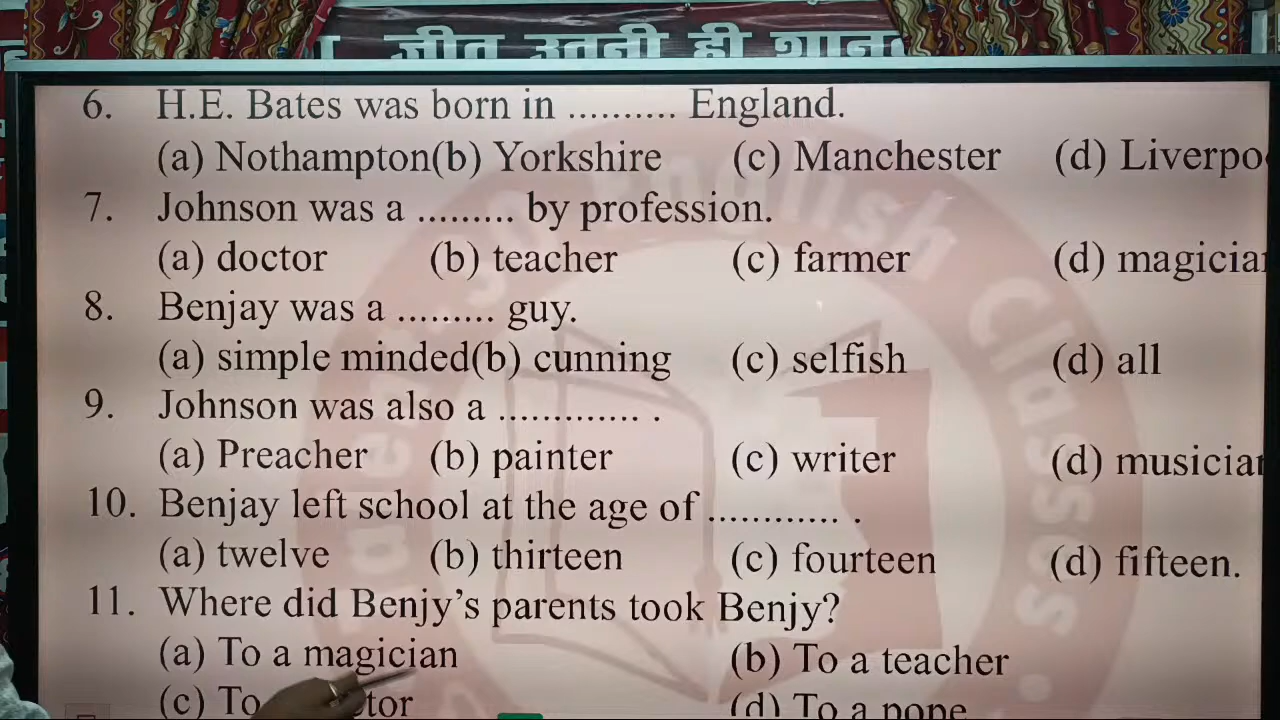 जीत उतनी ही शान
6. H.E. Bates was born in .......... England.
(a) Nothampton(b) Yorkshire (c) Manchester (d) Liverpo
7. Johnson was a ......... by profession.
(a) doctor (b) teacher (c) farmer (d) magicia
8. Benjay was a ......... guy.
(a) simple minded(b) cunning (c) selfish (d) all
9. Johnson was also a ............. .
(a) Preacher (b) painter (c) writer (d) musicia
10. Benjay left school at the age of ............ .
(a) twelve (b) thirteen (c) fourteen (d) fifteen.
11. Where did Benjy's parents took Benjy?
(a) To a magician (b) To a teacher
(c) To tor (d) To a pope
English Classes